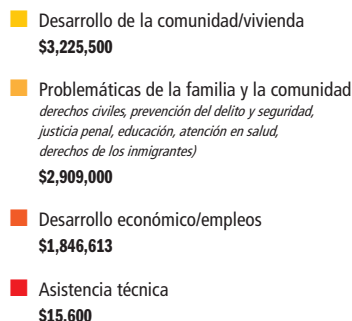 Desarrollo de la comunidad/vivienda
$3,225,500
Problemáticas de la familia y la comunidad
derechos civiles, prevención del delito y seguridad,
justicia penal, educación, atención en salud,
derechos de los inmigrantes)
$2,909,000
Desarrollo económico/empleos
$1,846,613
Asistencia técnica
$15,600